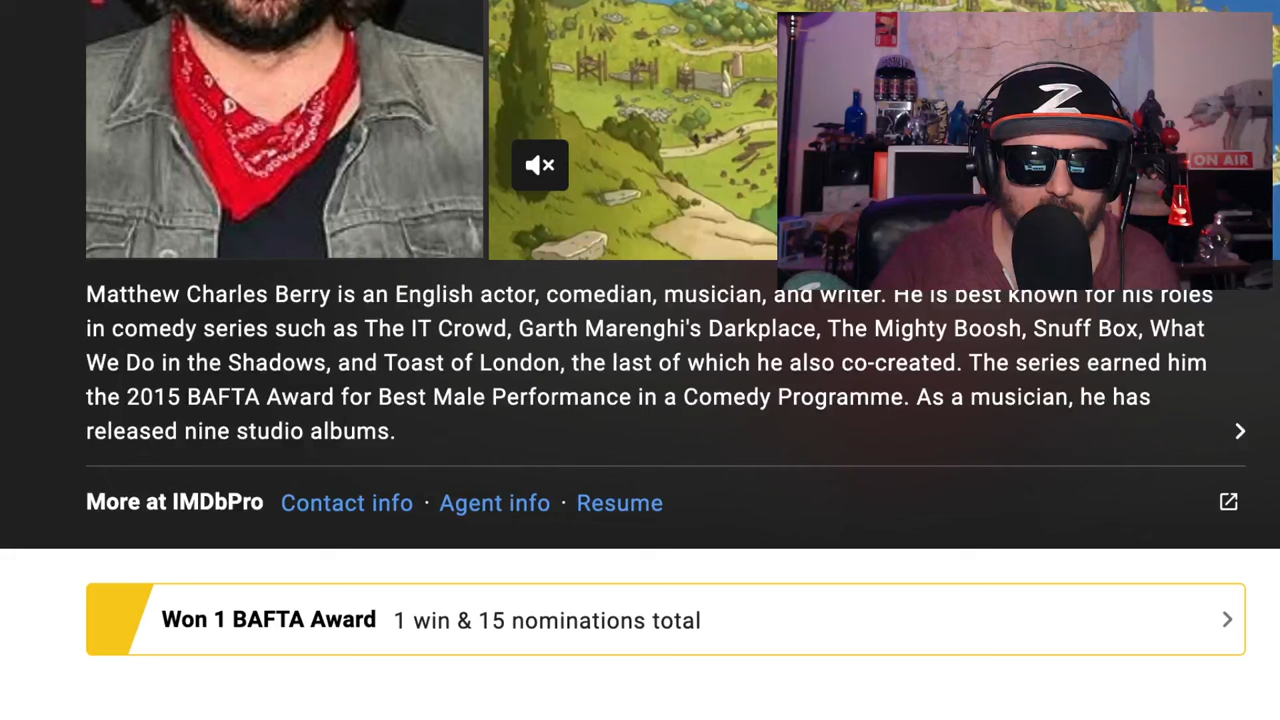 Z
ON AIR
Matthew Charles Berry is an English actor, comedian, musician, and writer. He is best known for his roles
in comedy series such as The IT Crowd, Garth Marenghi's Darkplace, The Mighty Boosh, Snuff Box, What
We Do in the Shadows, and Toast of London, the last of which he also co-created. The series earned him
the 2015 BAFTA Award for Best Male Performance in a Comedy Programme. As a musician, he has
released nine studio albums.
More at IMDbPro Contact info · Agent info · Resume
Won 1 BAFTA Award 1 win & 15 nominations total